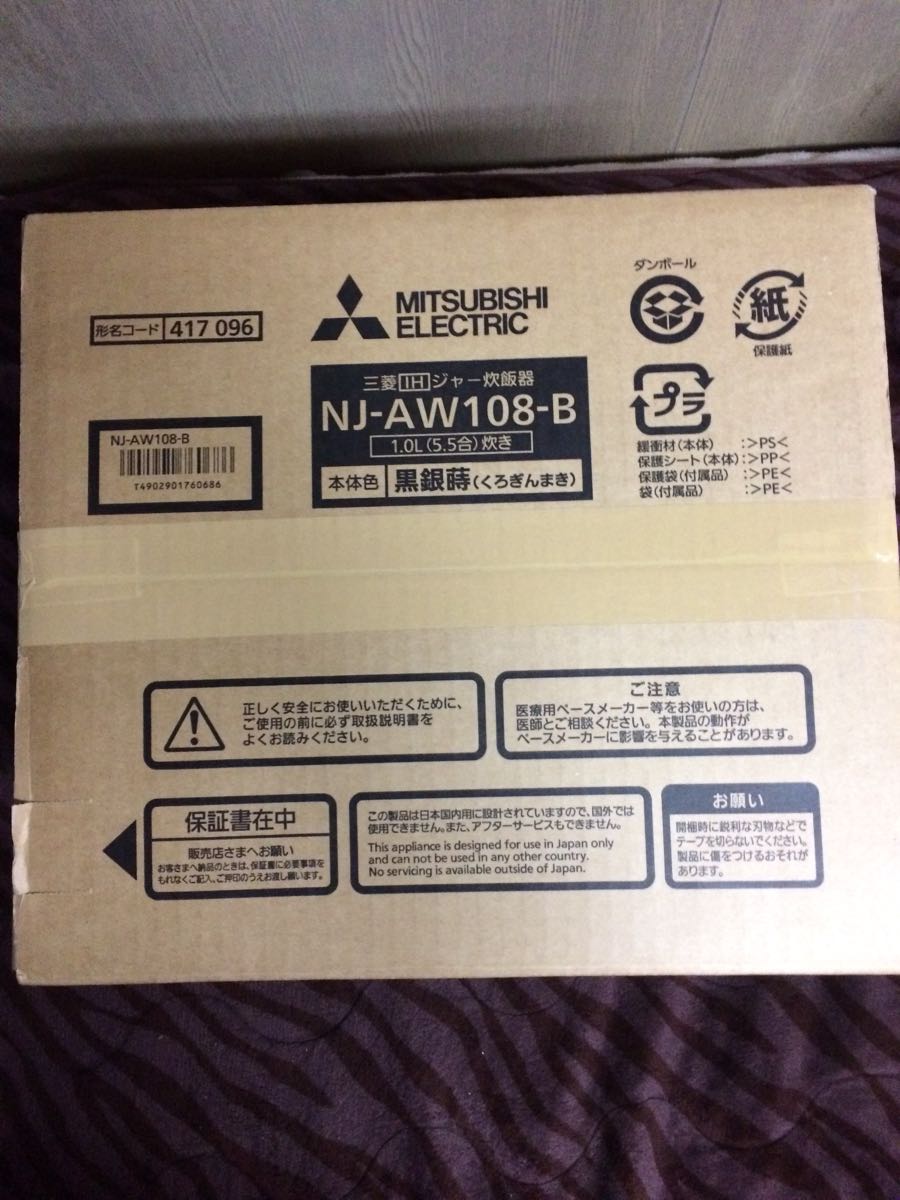 形名コード 417 096
MITSUBISHI
ELECTRIC
ダンボール
紙
保護紙
三菱IHジャー炊飯器
NJ-AW108-B
1.0L(5.5合)炊き
本体色 黒銀蒔(くろぎんまき)
NJ-AW108-B
T4902901760686
プラ
緩衝材(本体) :>PS<
保護シート(本体):>PP<
保護袋(付属品) :>PE<
袋(付属品) :>PE<
正しく安全にお使いいただくために、
ご使用の前に必ず取扱説明書を
よくお読みください。
ご注意
医療用ペースメーカー等をお使いの方は、
医師とご相談ください。本製品の動作が
ペースメーカーに影響を与えることがあります。
保証書在中
販売店さまへお願い
お客さまへ納品のときは、保証書に必要事項を
もれなくご記入、ご押印のうえお渡し願います。
この製品は日本国内用に設計されていますので、国外では
使用できません。また、アフターサービスもできません。
This appliance is designed for use in Japan only
and can not be used in any other country.
No servicing is available outside of Japan.
お願い
開梱時に鋭利な刃物などで
テープを切らないでください。
製品に傷をつけるおそれが
あります。